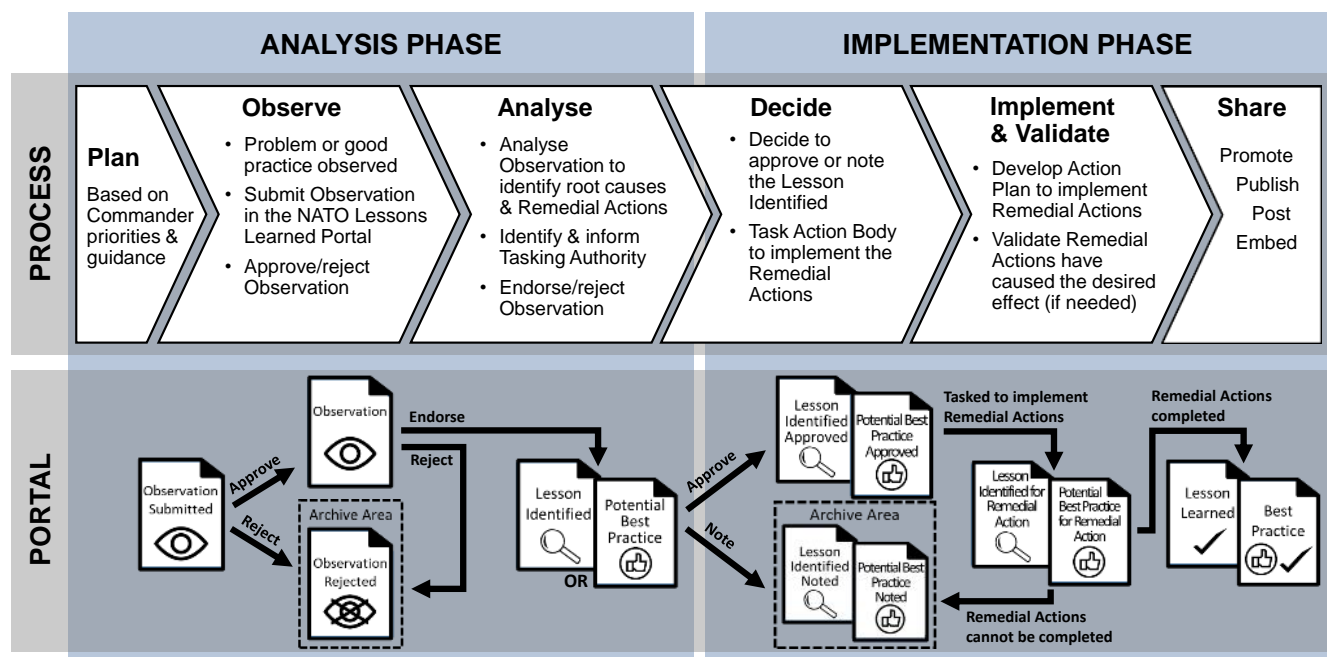 ANALYSIS PHASE
IMPLEMENTATION PHASE
PROCESS
Plan
Based on
Commander
priorities &
guidance
Observe
• Problem or good
practice observed
• Submit Observation
in the NATO Lessons
Learned Portal
• Approve/reject
Observation
Analyse
• Analyse
Observation to
identify root causes
& Remedial Actions
• Identify & inform
Tasking Authority
• Endorse/reject
Observation
Decide
• Decide to
approve or note
the Lesson
Identified
• Task Action Body
to implement the
Remedial
Actions
Implement
& Validate
• Develop Action
Plan to implement
Remedial Actions
• Validate Remedial
Actions have
caused the desired
effect (if needed)
Share
Promote
Publish
Post
Embed
PORTAL
Observation
Submitted
Approve
Reject
Observation
Archive Area
Observation
Rejected
Endorse
Reject
Lesson
Identified
OR
Potential
Best
Practice
Approve
Note
Lesson
Identified
Approved
Potential Best
Practice
Approved
Archive Area
Lesson
Identified
Noted
Potential Best
Practice
Noted
Tasked to implement
Remedial Actions
Lesson
Identified for
Remedial
Action
Potential
Best Practice
for Remedial
Action
Remedial Actions
cannot be completed
Remedial Actions
completed
Lesson
Learned
Best
Practice